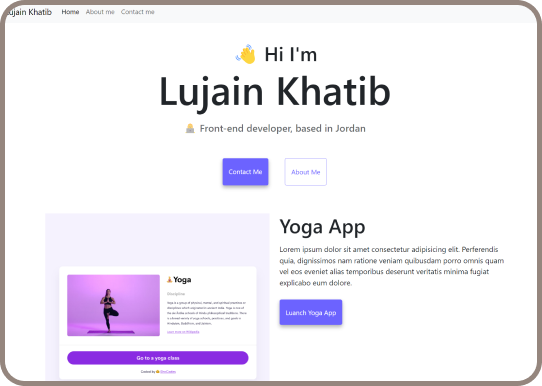 Lujain Khatib Home About me Contact me
👋 Hi I'm
Lujain Khatib
Front-end developer, based in Jordan
Contact Me About Me
Yoga App
Lorem ipsum dolor sit amet consectetur adipisicing elit. Perferendis
quia, dignissimos nam ratione veniam quibusdam porro omnis quam
vel eos eveniet alias temporibus deserunt veritatis minima fugiat
explicabo eum dolore.
Luanch Yoga App
Yoga
Go to a yoga class